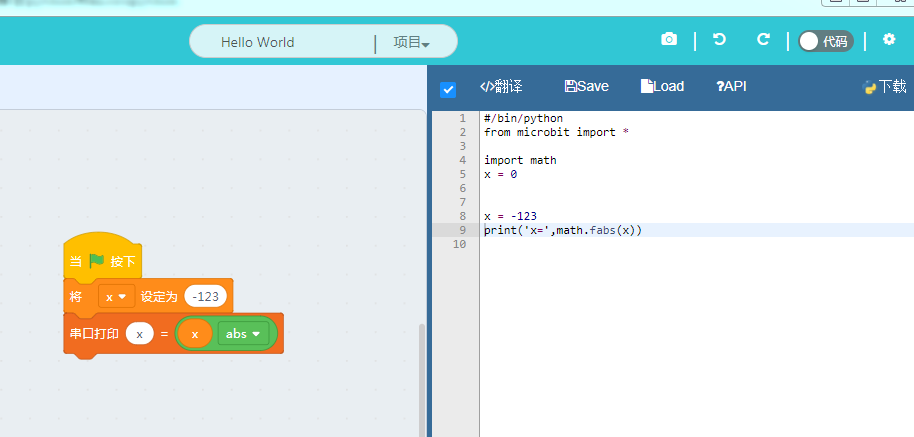 Hello World
项目
代码
</>翻译
Save
Load
?API
下载
1 #/bin/python
2 from microbit import *
3
4 import math
5 x = 0
6
7
8 x = -123
9 print('x=',math.fabs(x))
10
当 按下
将 x 设定为 -123
串口打印 x = x abs